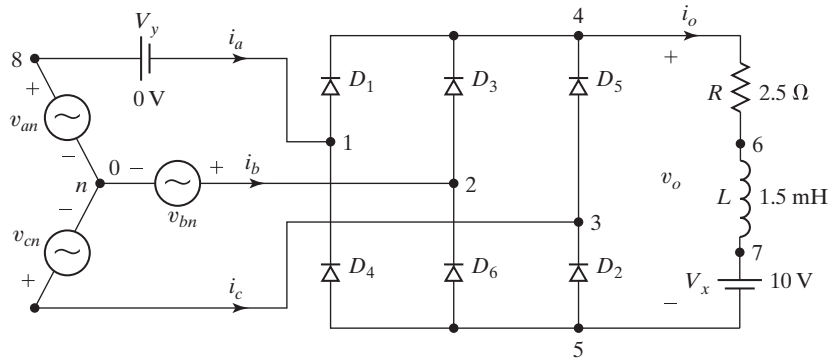 4
V_y
i_a
i_o
8
+
+
D_1
D_3
D_5
0 V
R
2.5 Ω
v_an
1
−
6
0
−
+
i_b
n
2
v_o
L
1.5 mH
−
v_bn
3
7
v_cn
D_4
D_6
D_2
+
i_c
V_x
10 V
−
5